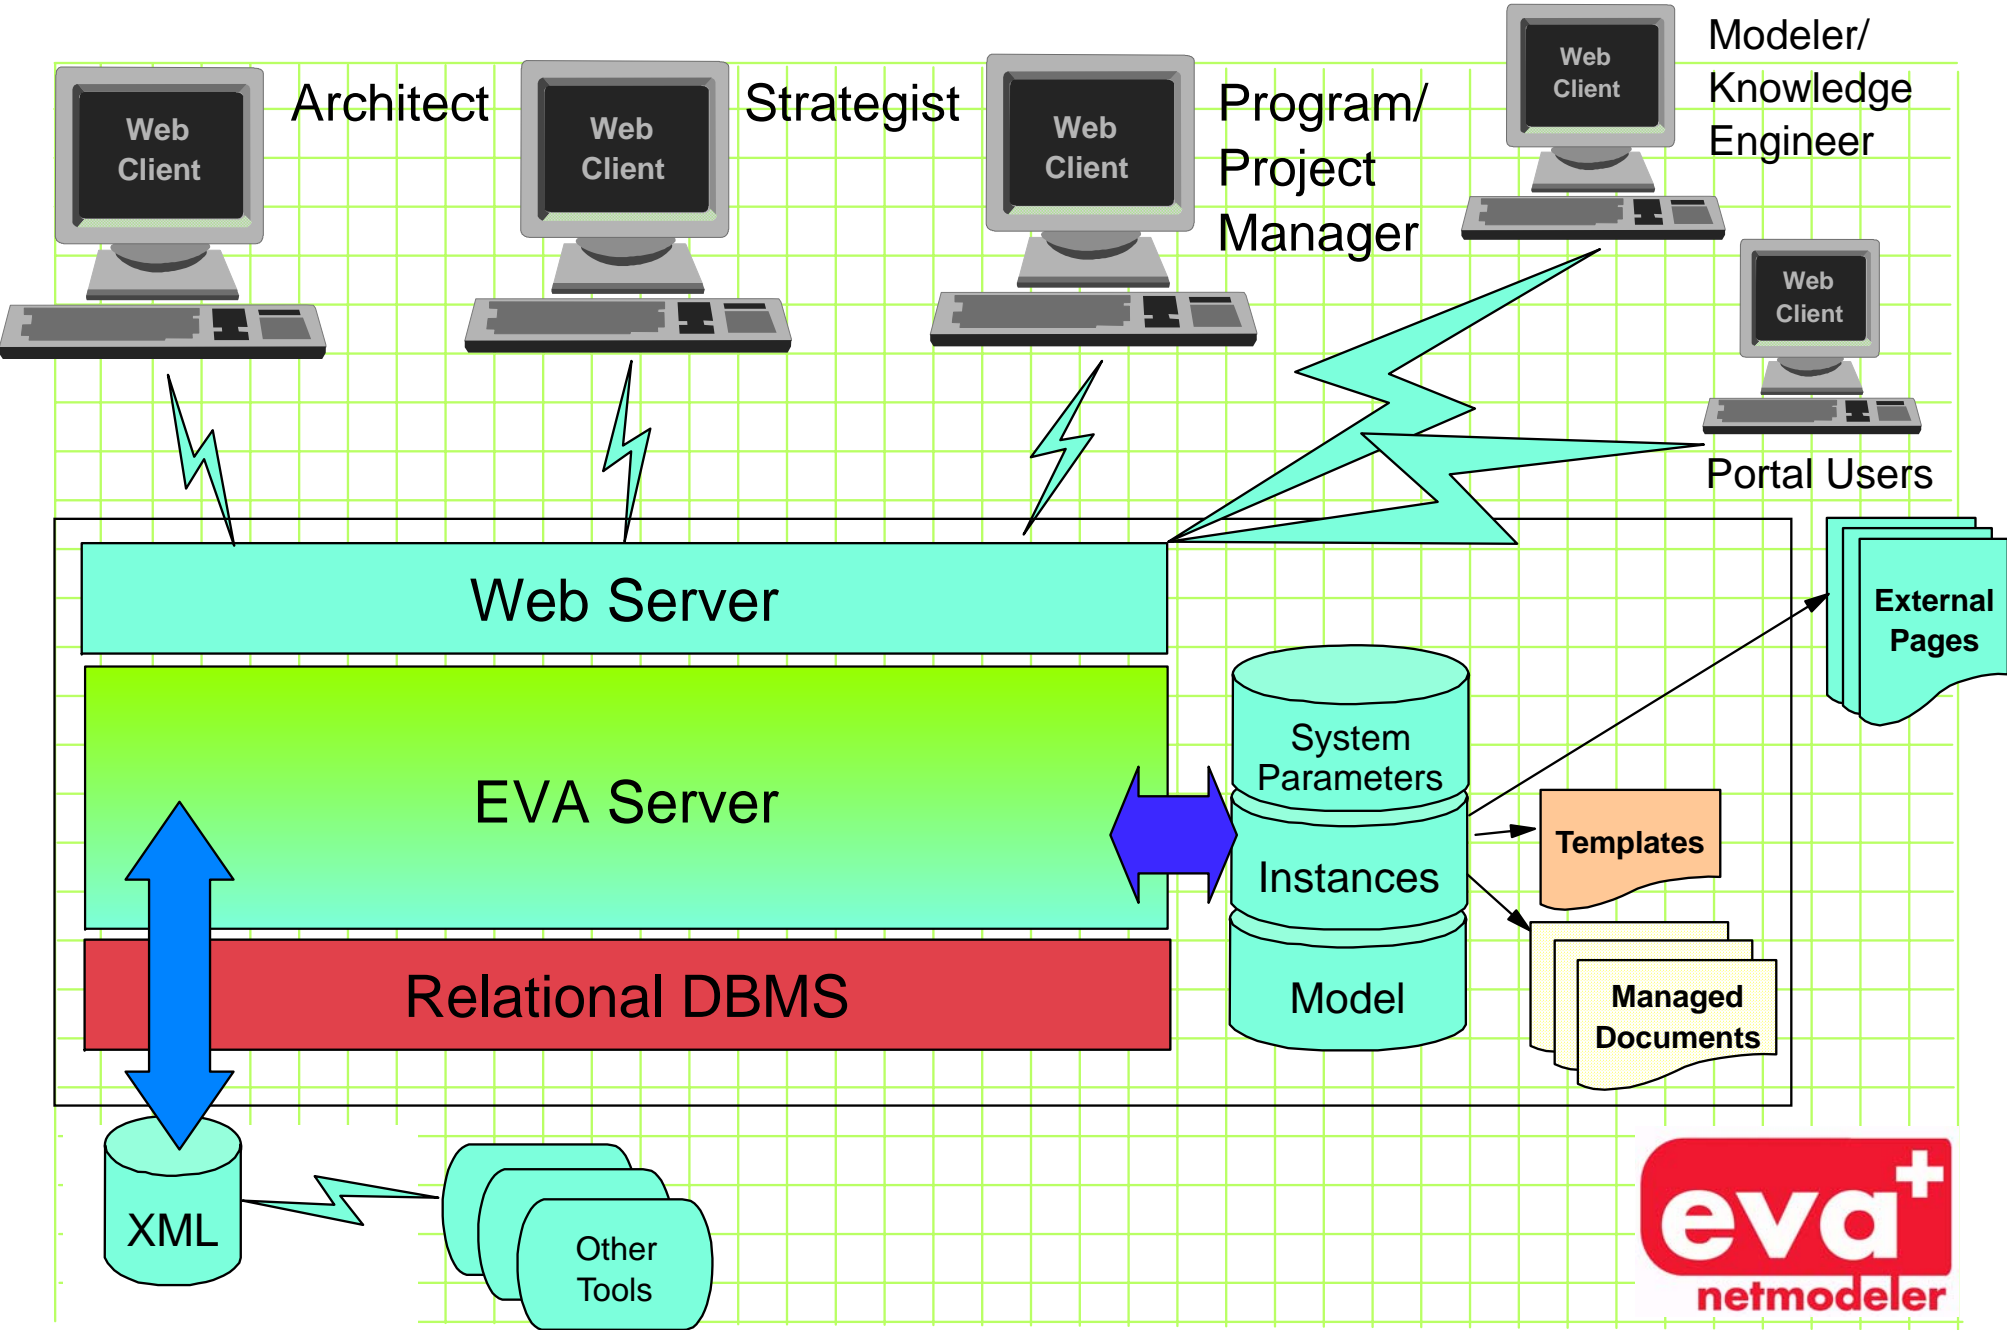 Web
Client
Architect
Web
Client
Strategist
Web
Client
Program/
Project
Manager
Web
Client
Modeler/
Knowledge
Engineer
Web
Client
Portal Users
Web Server
EVA Server
Relational DBMS
System
Parameters
Instances
Model
External
Pages
Templates
Managed
Documents
XML
Other
Tools
eva+
netmodeler